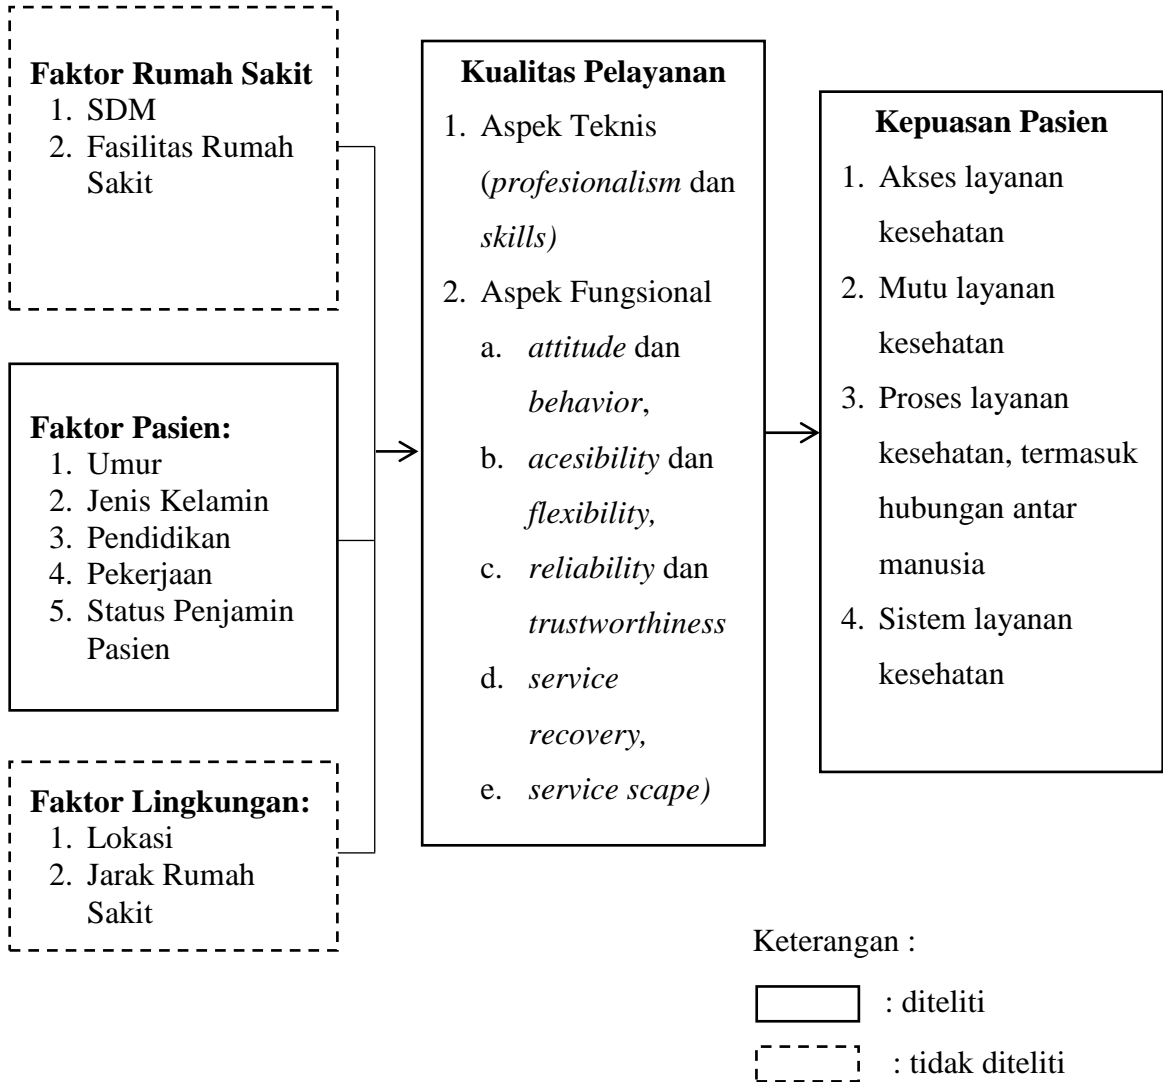 Faktor Rumah Sakit
1. SDM
2. Fasilitas Rumah
Sakit
Faktor Pasien:
1. Umur
2. Jenis Kelamin
3. Pendidikan
4. Pekerjaan
5. Status Penjamin
Pasien
Faktor Lingkungan:
1. Lokasi
2. Jarak Rumah
Sakit
Kualitas Pelayanan
1. Aspek Teknis
(profesionalism dan
skills)
2. Aspek Fungsional
a. attitude dan
behavior,
b. acesibility dan
flexibility,
c. reliability dan
trustworthiness
d. service
recovery,
e. service scape)
Kepuasan Pasien
1. Akses layanan
kesehatan
2. Mutu layanan
kesehatan
3. Proses layanan
kesehatan, termasuk
hubungan antar
manusia
4. Sistem layanan
kesehatan
Keterangan :
: diteliti
: tidak diteliti